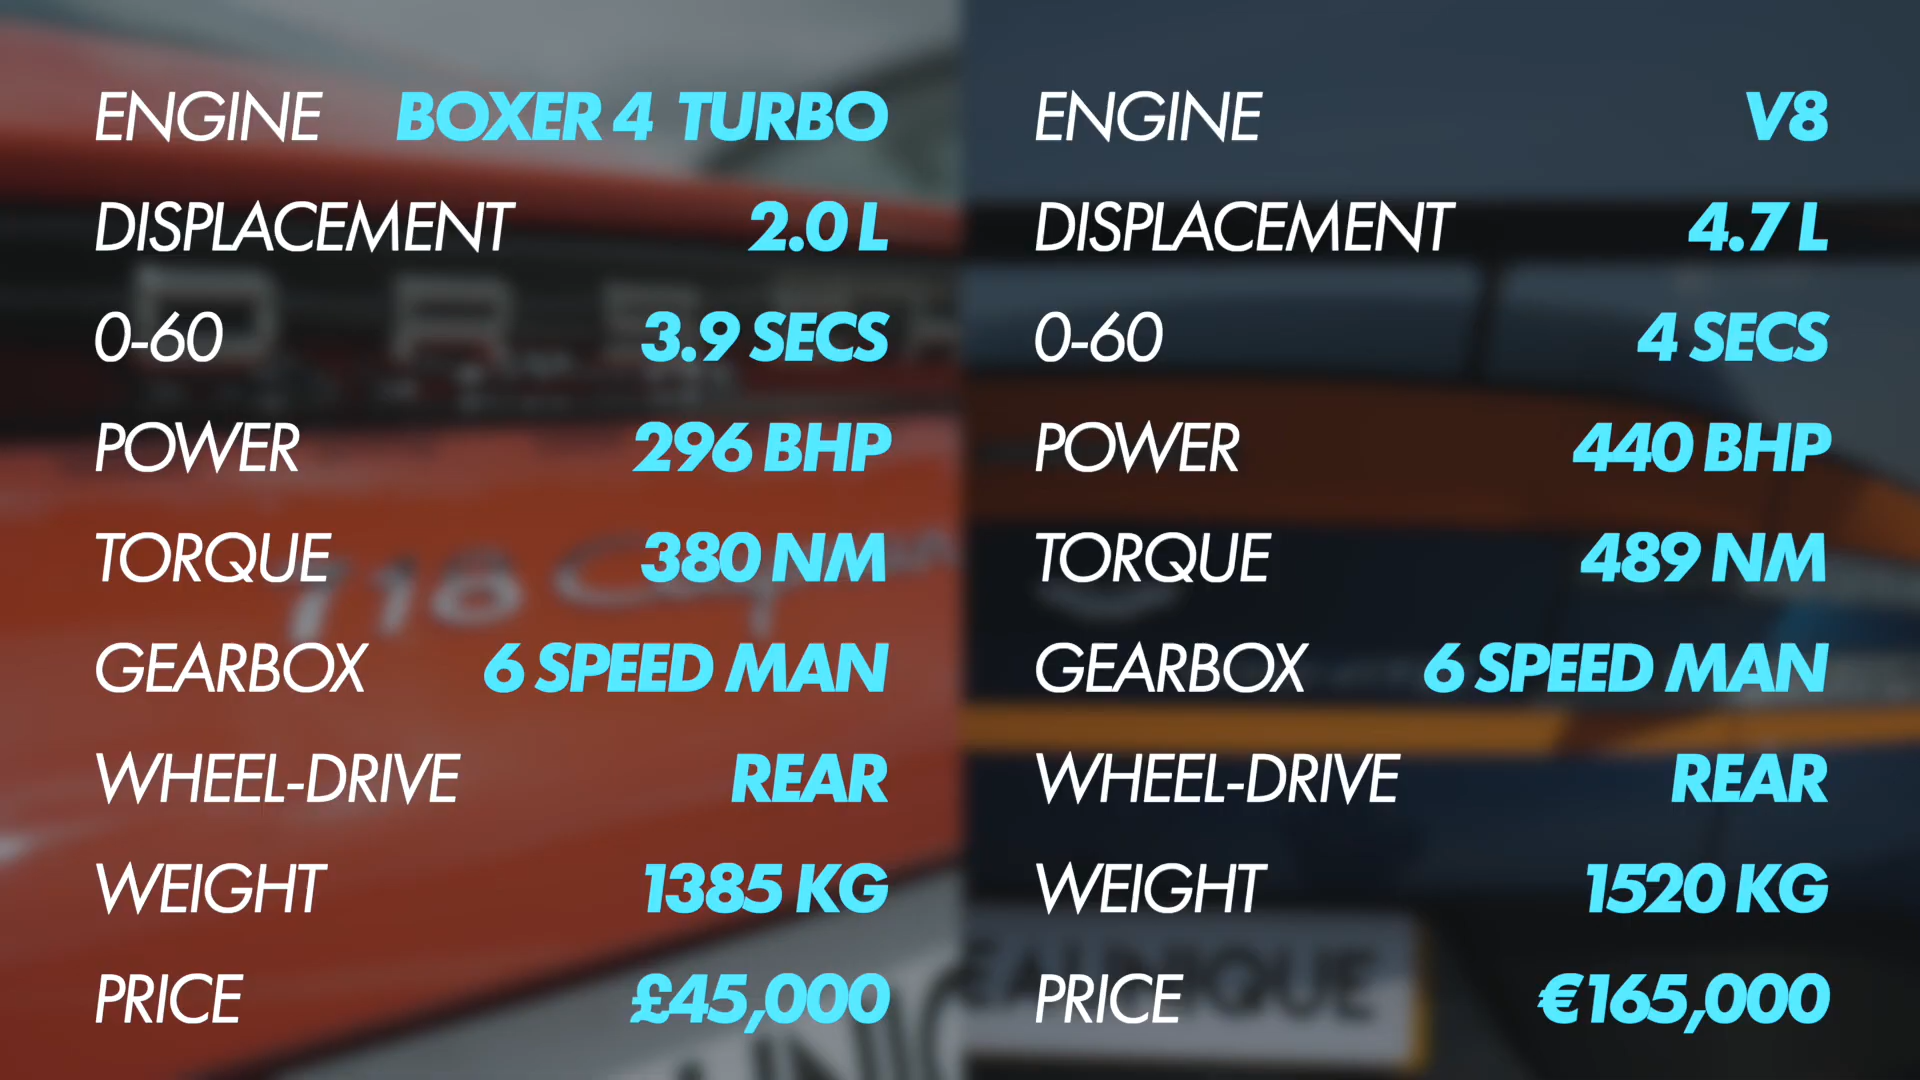 ENGINE BOXER 4 TURBO
DISPLACEMENT 2.0 L
0-60 3.9 SECS
POWER 296 BHP
TORQUE 380 NM
GEARBOX 6 SPEED MAN
WHEEL-DRIVE REAR
WEIGHT 1385 KG
PRICE £45,000
718 Cayman
ENGINE V8
DISPLACEMENT 4.7 L
0-60 4 SECS
POWER 440 BHP
TORQUE 489 NM
GEARBOX 6 SPEED MAN
WHEEL-DRIVE REAR
WEIGHT 1520 KG
PRICE €165,000